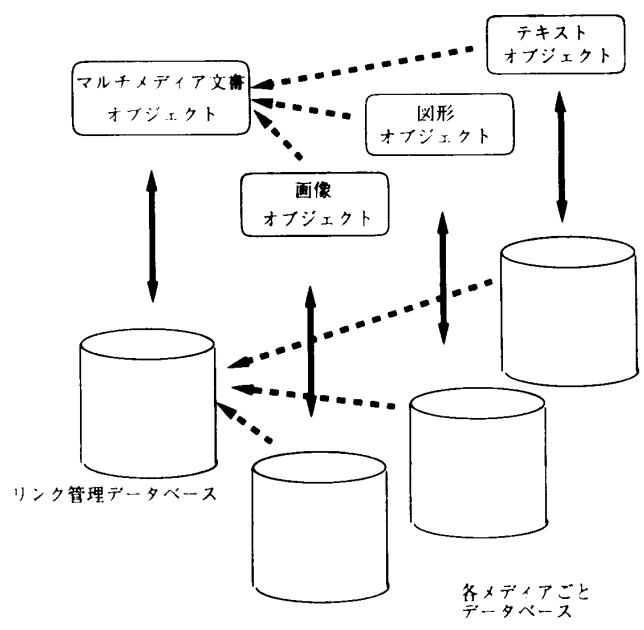 テキスト
オブジェクト
マルチメディア文書
オブジェクト
図形
オブジェクト
画像
オブジェクト
リンク管理データベース
各メディアごと
データベース